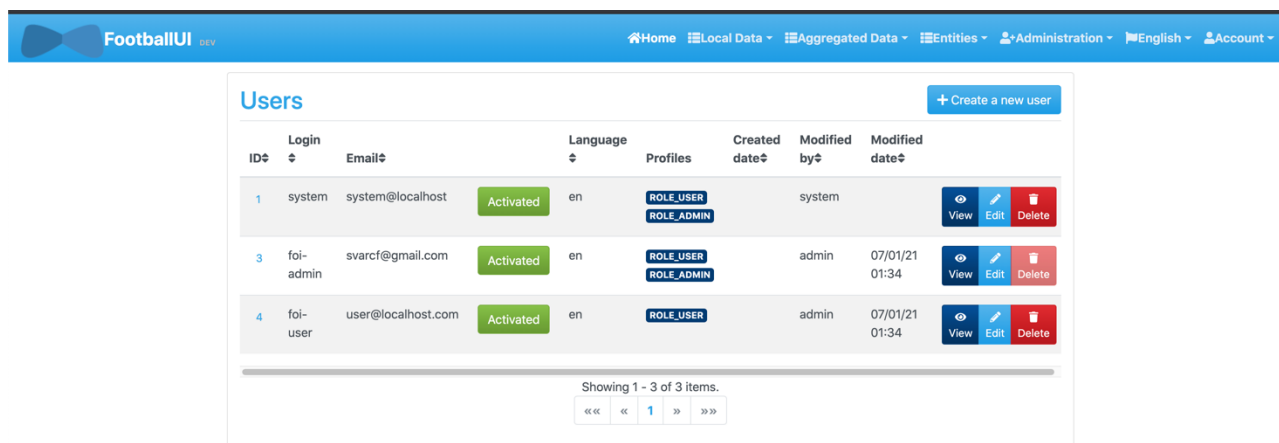 FootballUI DEV Home Local Data Aggregated Data Entities Administration English Account
Users + Create a new user
Login Language Created Modified Modified
ID Email Profiles date by date
1 system system@localhost Activated en ROLE_USER system View Edit Delete
ROLE_ADMIN
3 foi- svarcf@gmail.com Activated en ROLE_USER admin 07/01/21 View Edit Delete
admin ROLE_ADMIN 01:34
4 foi- user@localhost.com Activated en ROLE_USER admin 07/01/21 View Edit Delete
user 01:34
Showing 1 - 3 of 3 items.
«« « 1 » »»